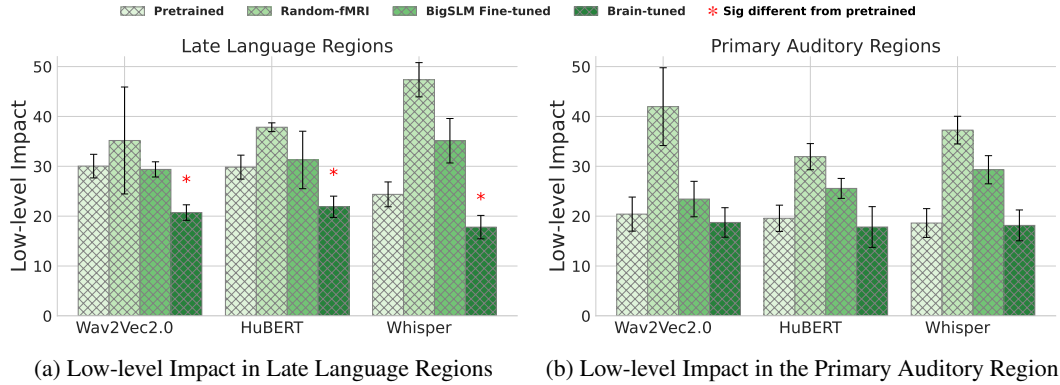 Pretrained Random-fMRI BigSLM Fine-tuned Brain-tuned * Sig different from pretrained
Late Language Regions
Low-level Impact
50
40
30
20
10
0
* * *
Wav2Vec2.0 HuBERT Whisper
(a) Low-level Impact in Late Language Regions
Primary Auditory Regions
Low-level Impact
50
40
30
20
10
0
Wav2Vec2.0 HuBERT Whisper
(b) Low-level Impact in the Primary Auditory Region